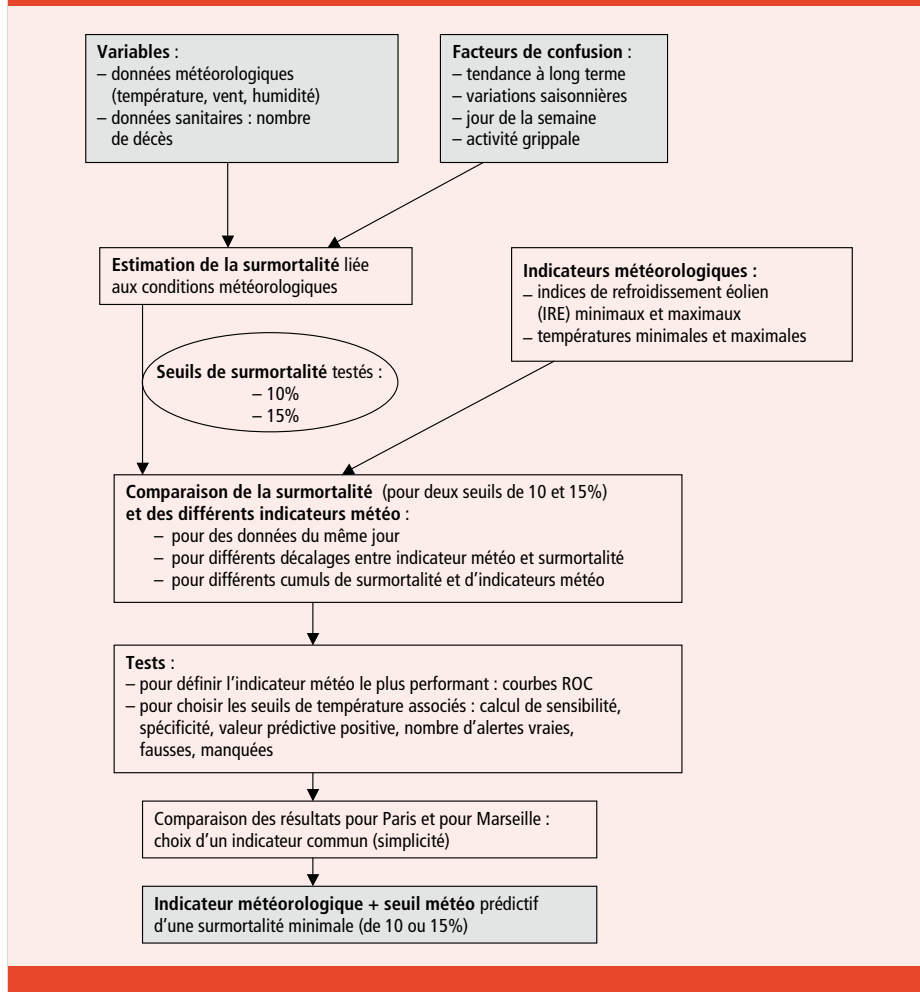 Variables :
– données météorologiques
(température, vent, humidité)
– données sanitaires : nombre
de décès
Facteurs de confusion :
– tendance à long terme
– variations saisonnières
– jour de la semaine
– activité grippale
Estimation de la surmortalité liée
aux conditions météorologiques
Indicateurs météorologiques :
– indices de refroidissement éolien
(IRE) minimaux et maximaux
– températures minimales et maximales
Seuils de surmortalité testés :
– 10%
– 15%
Comparaison de la surmortalité (pour deux seuils de 10 et 15%)
et des différents indicateurs météo :
– pour des données du même jour
– pour différents décalages entre indicateur météo et surmortalité
– pour différents cumuls de surmortalité et d'indicateurs météo
Tests :
– pour définir l'indicateur météo le plus performant : courbes ROC
– pour choisir les seuils de température associés : calcul de sensibilité,
spécificité, valeur prédictive positive, nombre d'alertes vraies,
fausses, manquées
Comparaison des résultats pour Paris et pour Marseille :
choix d'un indicateur commun (simplicité)
Indicateur météorologique + seuil météo prédictif
d'une surmortalité minimale (de 10 ou 15%)